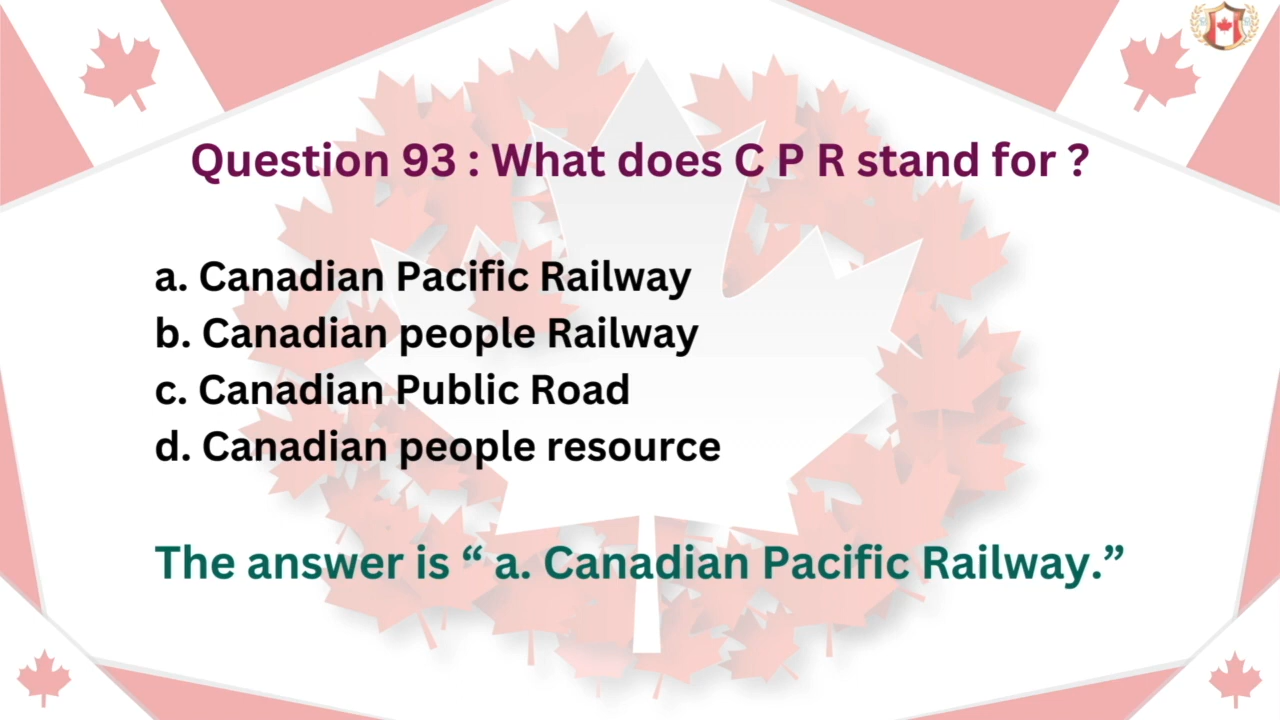 Question 93 : What does C P R stand for ?
a. Canadian Pacific Railway
b. Canadian people Railway
c. Canadian Public Road
d. Canadian people resource
The answer is “ a. Canadian Pacific Railway.”